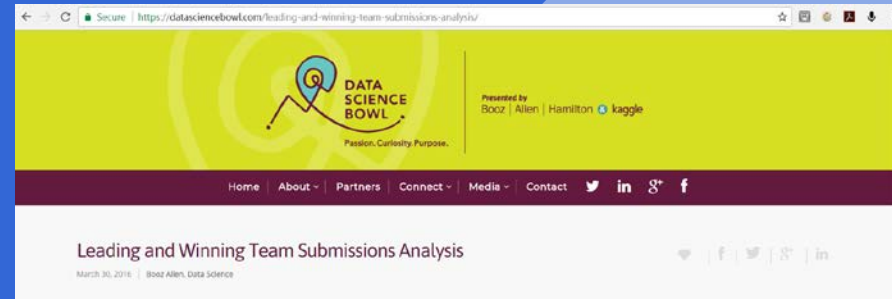 Secure | https://datasciencebowl.com/leading-and-winning-team-submissions-analysis/
DATA
SCIENCE
BOWL
Passion. Curiosity. Purpose.
Presented by
Booz | Allen | Hamilton kaggle
Home | About | Partners | Connect | Media | Contact
Leading and Winning Team Submissions Analysis
March 30, 2016 | Booz Allen, Data Science